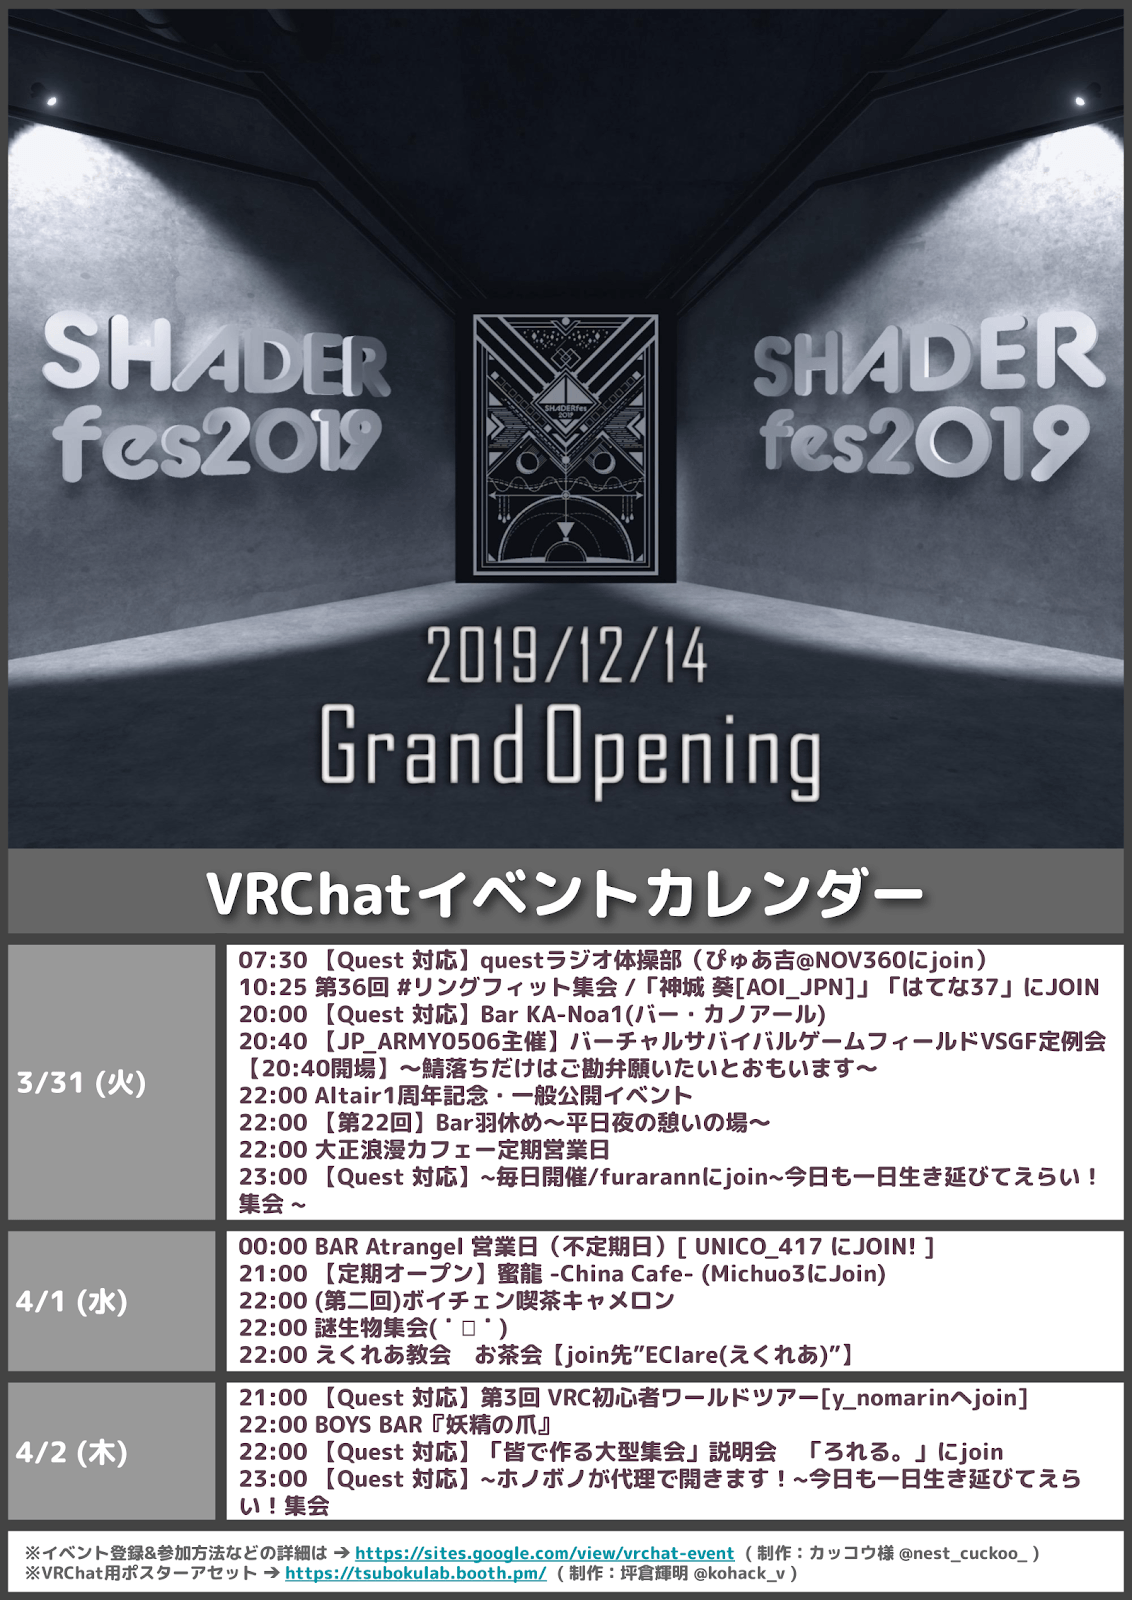 SHADER
fes2019
SHADER
fes2019
SHADERfes
2019
2019/12/14
Grand Opening
VRChatイベントカレンダー
3/31 (火)
07:30 【Quest 対応】questラジオ体操部（ぴゅあ吉@NOV360にjoin）
10:25 第36回 #リングフィット集会 /「神城 葵[AOI_JPN]」「はてな37」にJOIN
20:00 【Quest 対応】Bar KA-Noa1(バー・カノアール)
20:40 【JP_ARMY0506主催】バーチャルサバイバルゲームフィールドVSGF定例会
【20:40開場】～鯖落ちだけはご勘弁願いたいとおもいます～
22:00 Altair1周年記念・一般公開イベント
22:00 【第22回】Bar羽休め～平日夜の憩いの場～
22:00 大正浪漫カフェー定期営業日
23:00 【Quest 対応】~毎日開催/furarannにjoin~今日も一日生き延びてえらい！
集会 ~
4/1 (水)
00:00 BAR Atrangel 営業日（不定期日）[ UNICO_417 にJOIN! ]
21:00 【定期オープン】蜜龍 -China Cafe- (Michuo3にJoin)
22:00 (第二回)ボイチェン喫茶キャメロン
22:00 謎生物集会(˙□˙)
22:00 えくれあ教会　お茶会【join先”EClare(えくれあ)”】
4/2 (木)
21:00 【Quest 対応】第3回 VRC初心者ワールドツアー[y_nomarinへjoin]
22:00 BOYS BAR『妖精の爪』
22:00 【Quest 対応】「皆で作る大型集会」説明会　「ろれる。」にjoin
23:00 【Quest 対応】~ホノボノが代理で開きます！~今日も一日生き延びてえら
い！集会
※イベント登録&参加方法などの詳細は ➔ https://sites.google.com/view/vrchat-event （ 制作：カッコウ様 @nest_cuckoo_ ）
※VRChat用ポスターアセット ➔ https://tsubokulab.booth.pm/ （ 制作：坪倉輝明 @kohack_v ）